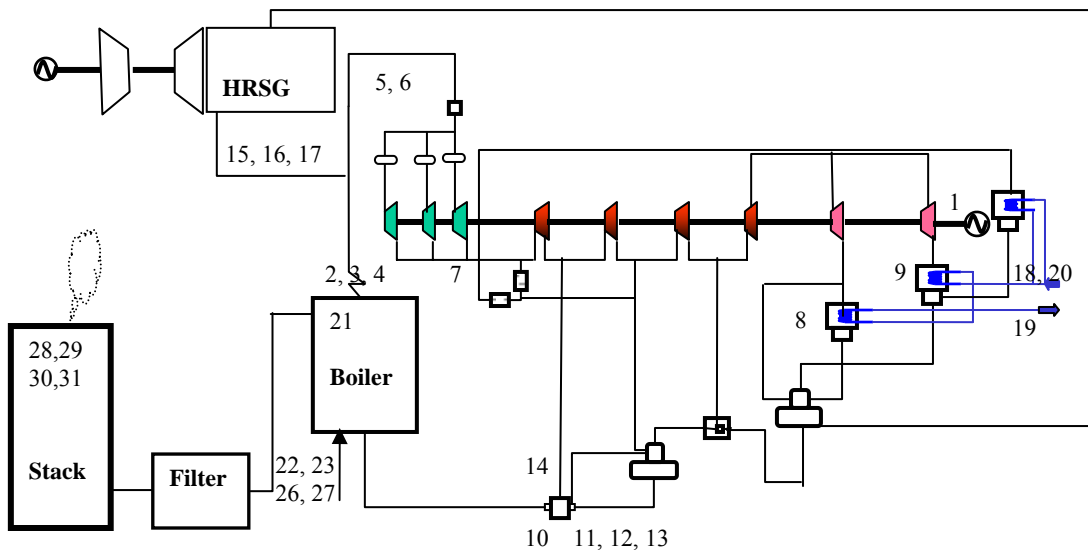 HRSG
5, 6
15, 16, 17
1
2, 3, 4
7
9
18, 20
8
19
21
Boiler
28,29
30,31
Stack
Filter
22, 23
26, 27
14
10
11, 12, 13